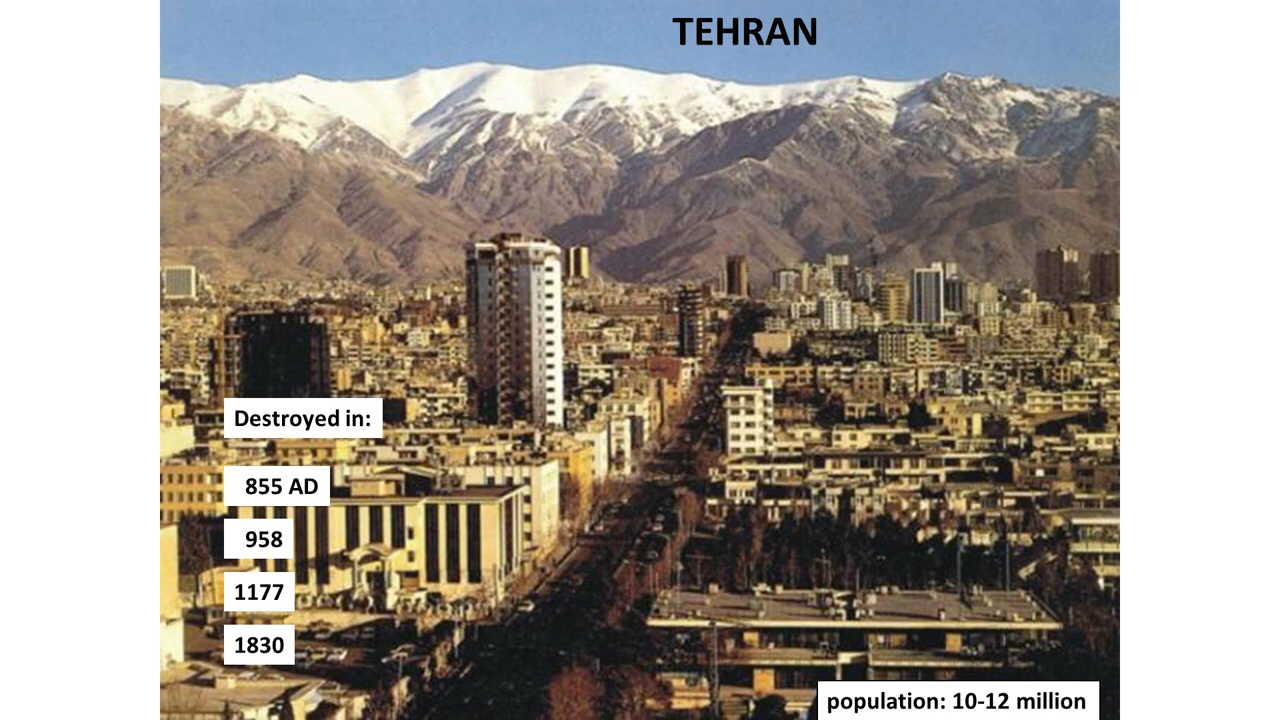 TEHRAN
Destroyed in:
855 AD
958
1177
1830
population: 10-12 million